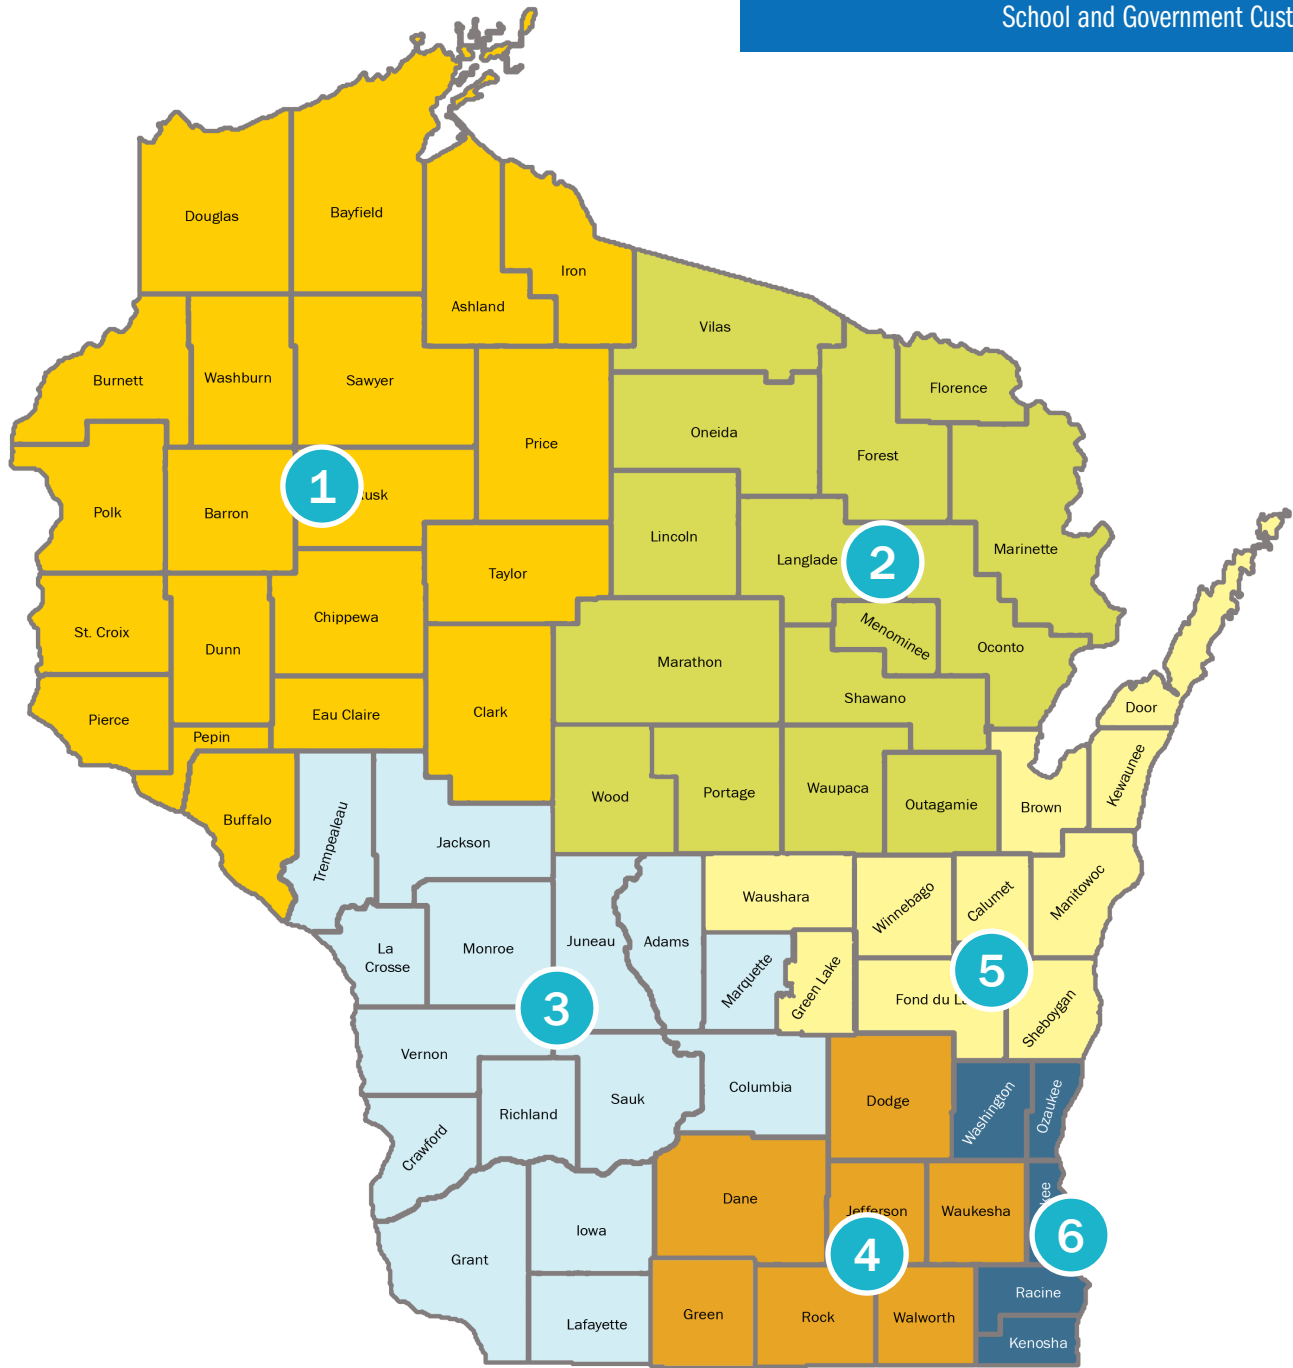 School and Government Cust
Douglas
Bayfield
Iron
Ashland
Vilas
Burnett
Washburn
Sawyer
Florence
Price
Oneida
Forest
1
usk
Polk
Barron
Lincoln
Langlade
2
Marinette
Taylor
Chippewa
St. Croix
Dunn
Menominee
Oconto
Marathon
Shawano
Door
Pierce
Eau Claire
Clark
Pepin
Kewaunee
Wood
Portage
Waupaca
Outagamie
Brown
Buffalo
Trempealeau
Jackson
Waushara
Winnebago
Calumet
Manitowoc
La
Crosse
Monroe
Juneau
Adams
Marquette
Green Lake
5
Fond du La
Sheboygan
3
Vernon
Columbia
Richland
Sauk
Dodge
Washington
Ozaukee
Crawford
Dane
Jefferson
Waukesha
kee
6
Iowa
4
Grant
Racine
Green
Rock
Walworth
Lafayette
Kenosha